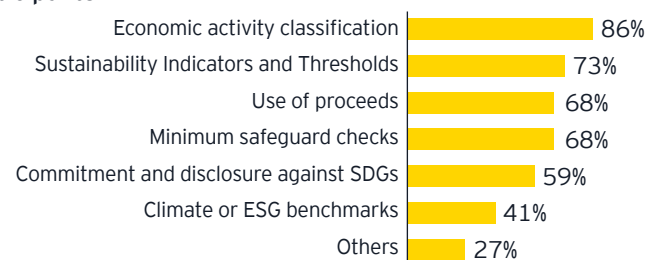 Economic activity classification 86%
Sustainability Indicators and Thresholds 73%
Use of proceeds 68%
Minimum safeguard checks 68%
Commitment and disclosure against SDGs 59%
Climate or ESG benchmarks 41%
Others 27%